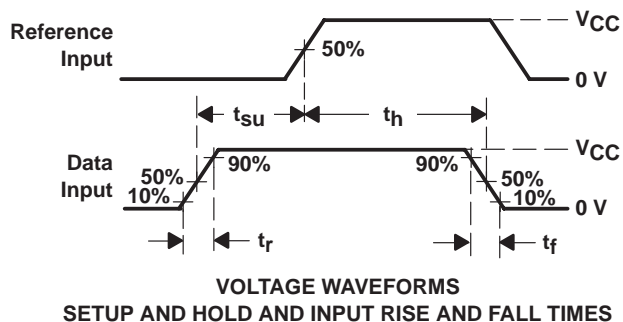 Reference
Input
50%
VCC
0 V
tsu
th
Data
Input
50%
10%
90%
90%
VCC
50%
10%
0 V
tr
tf
VOLTAGE WAVEFORMS
SETUP AND HOLD AND INPUT RISE AND FALL TIMES